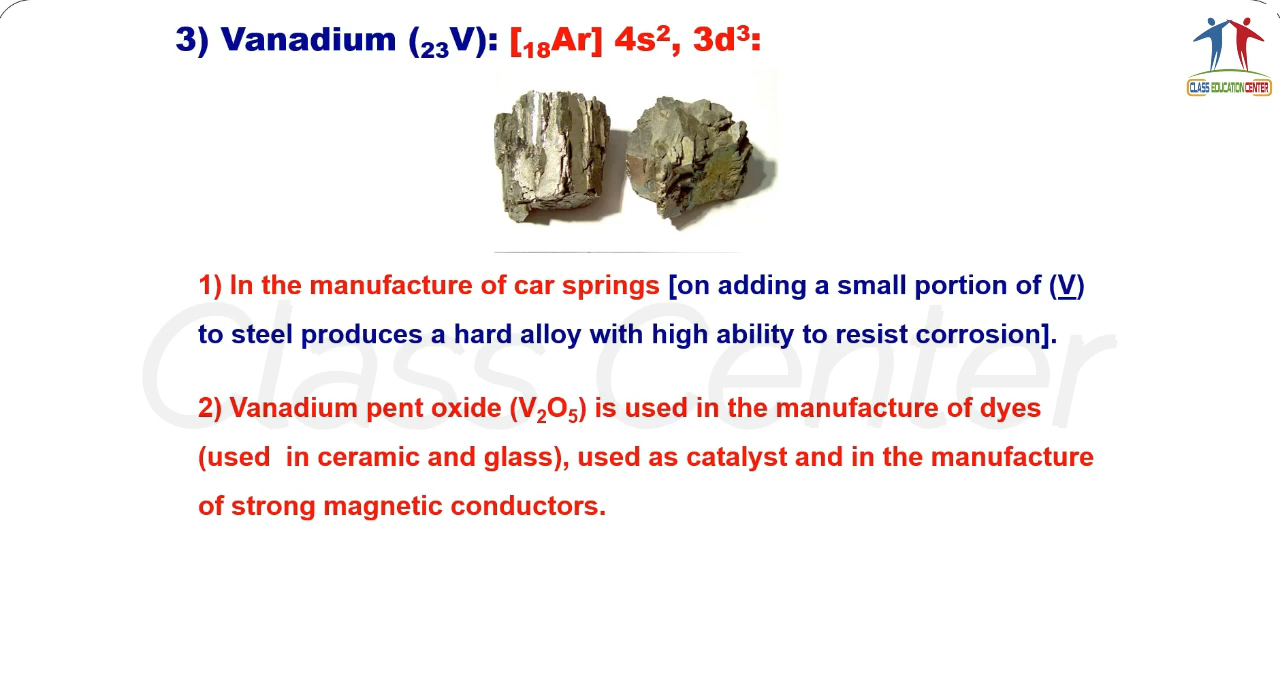 3) Vanadium (₂₃V): [₁₈Ar] 4s², 3d³:
CLASS EDUCATION CENTER
1) In the manufacture of car springs [on adding a small portion of (V)
to steel produces a hard alloy with high ability to resist corrosion].
2) Vanadium pent oxide (V₂O₅) is used in the manufacture of dyes
(used  in ceramic and glass), used as catalyst and in the manufacture
of strong magnetic conductors.
Class Center